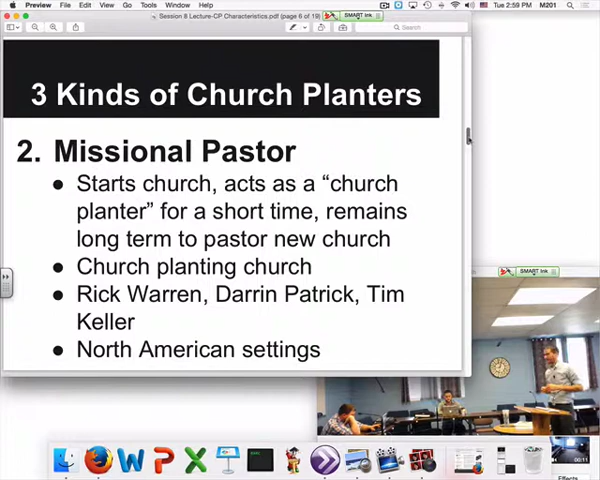 Preview File Edit View Go Tools Window Help
Tue 2:59 PM M201
Session 8 Lecture-CP Characteristics.pdf (page 6 of 19)
SMART Ink
Search
3 Kinds of Church Planters
2. Missional Pastor
● Starts church, acts as a “church
planter” for a short time, remains
long term to pastor new church
● Church planting church
● Rick Warren, Darrin Patrick, Tim
Keller
● North American settings
SMART Ink
00:11
Effects